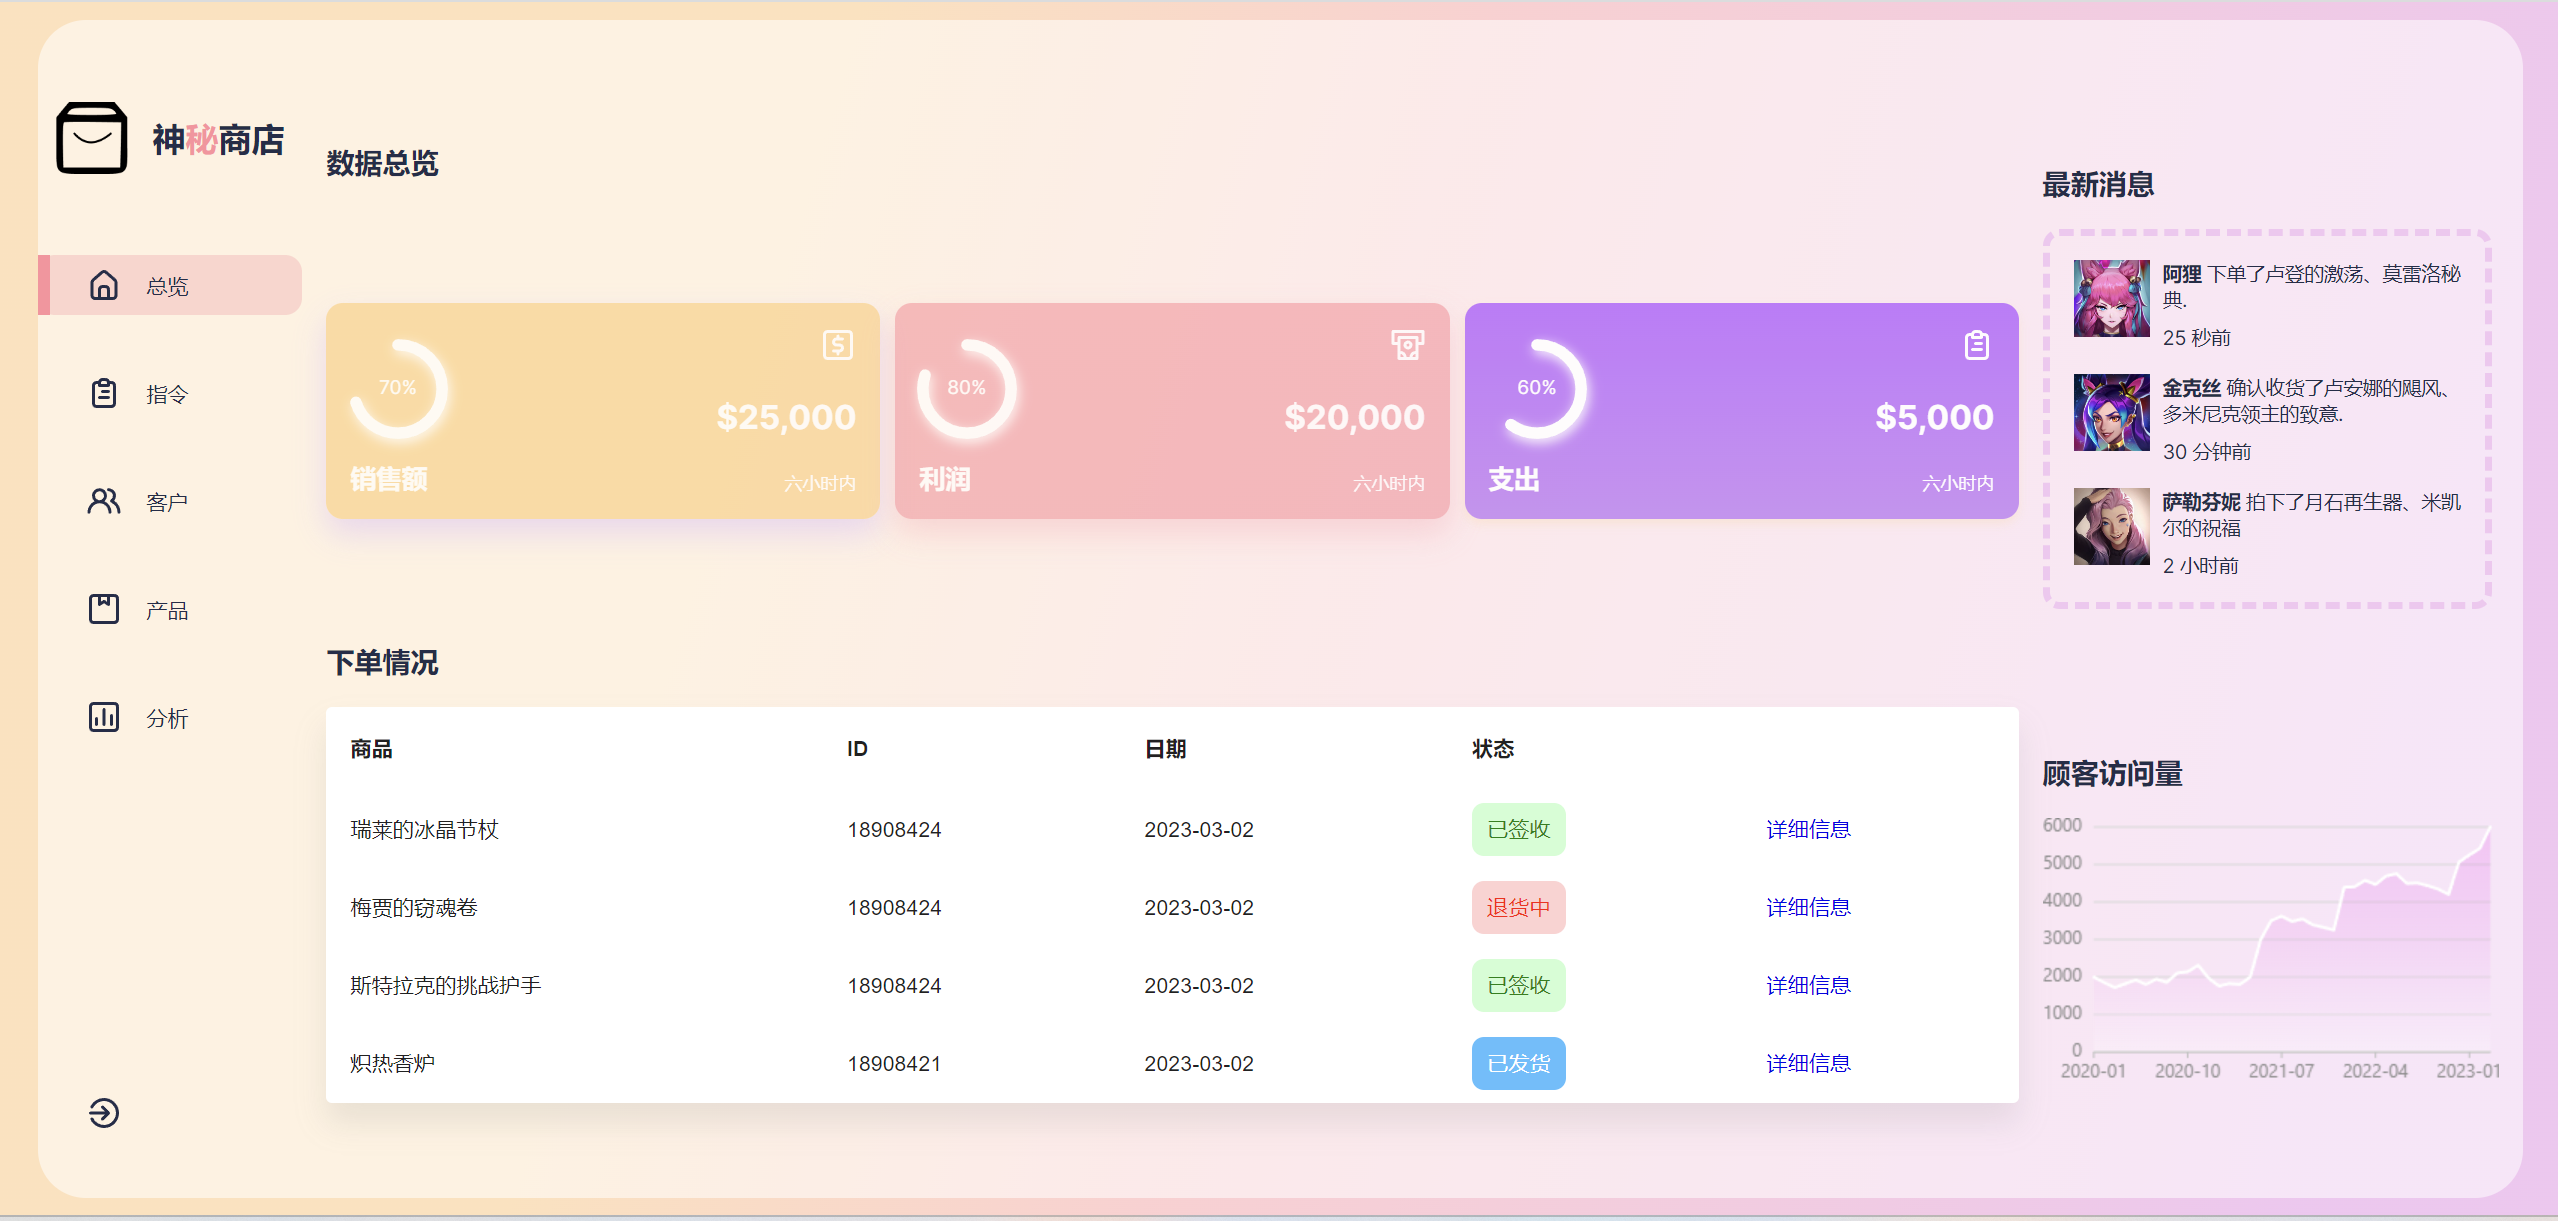 神秘商店
总览
指令
客户
产品
分析
数据总览
70%
$25,000
销售额
六小时内
80%
$20,000
利润
六小时内
60%
$5,000
支出
六小时内
下单情况
商品 ID 日期 状态
瑞莱的冰晶节杖 18908424 2023-03-02 已签收 详细信息
梅贾的窃魂卷 18908424 2023-03-02 退货中 详细信息
斯特拉克的挑战护手 18908424 2023-03-02 已签收 详细信息
炽热香炉 18908421 2023-03-02 已发货 详细信息
最新消息
阿狸 下单了卢登的激荡、莫雷洛秘
典.
25 秒前
金克丝 确认收货了卢安娜的飓风、
多米尼克领主的致意.
30 分钟前
萨勒芬妮 拍下了月石再生器、米凯
尔的祝福
2 小时前
顾客访问量
6000
5000
4000
3000
2000
1000
0
2020-01 2020-10 2021-07 2022-04 2023-01